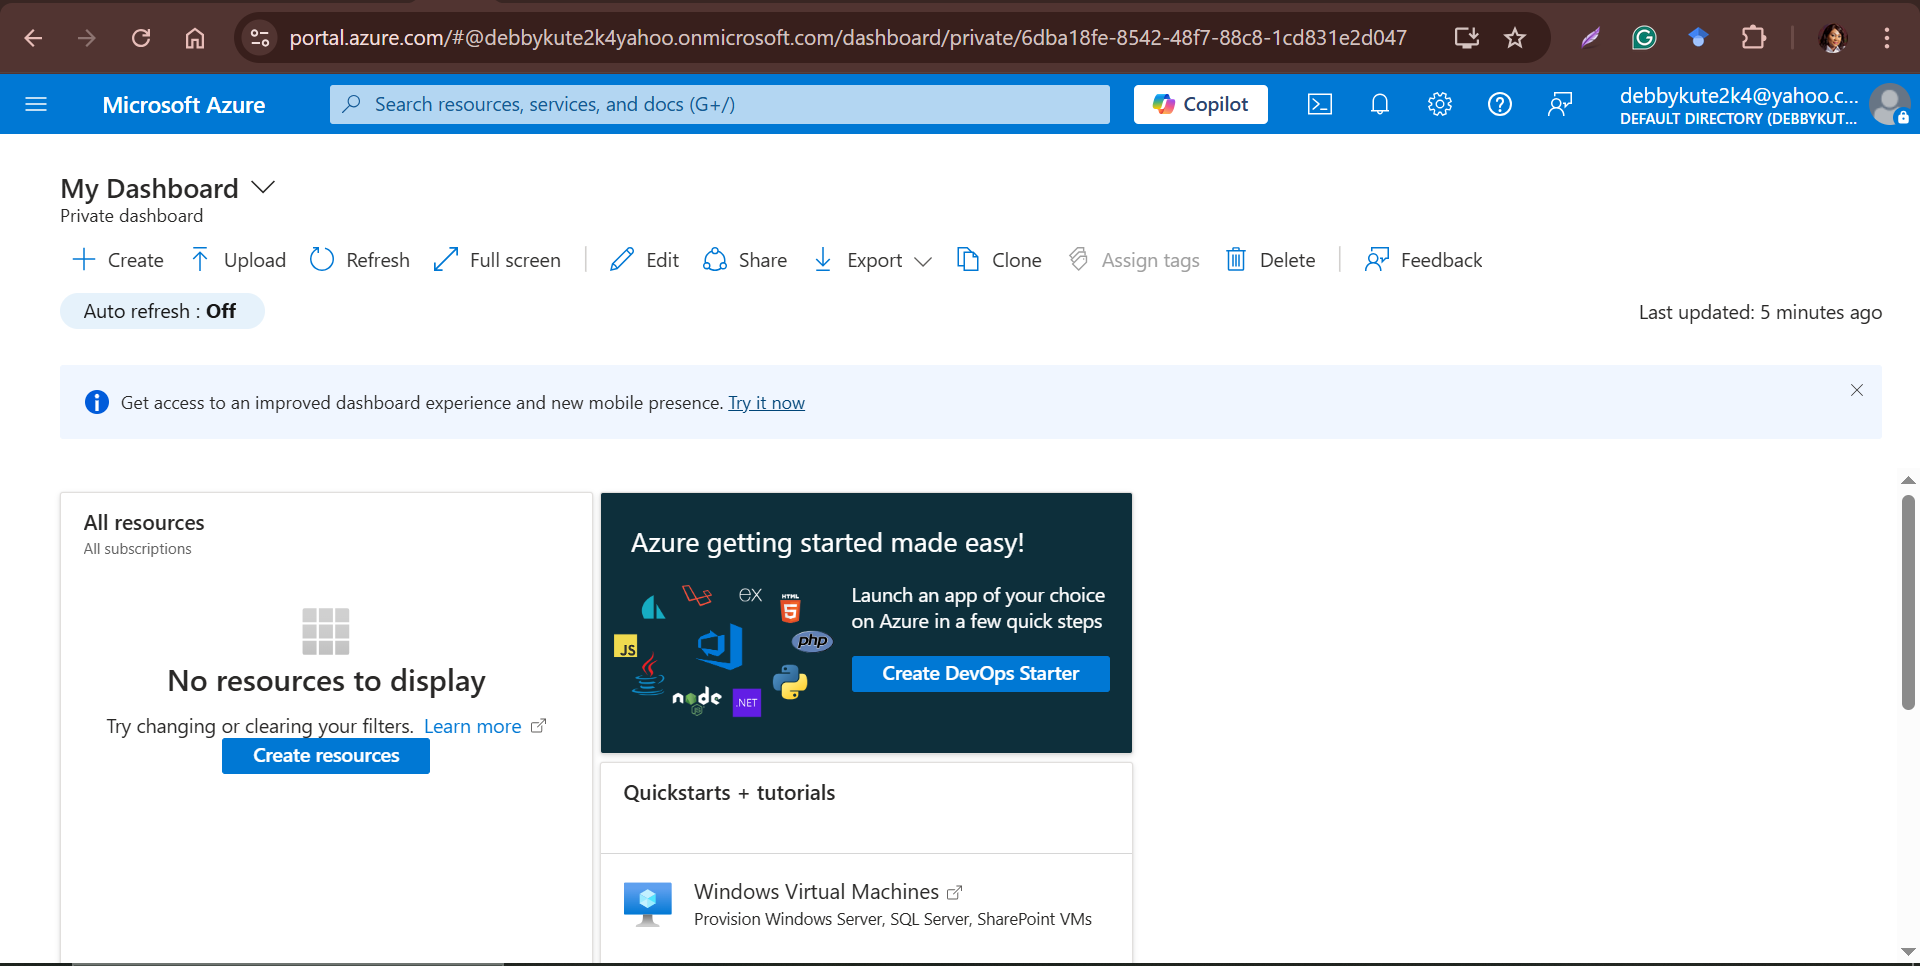 portal.azure.com/#@debbykute2k4yahoo.onmicrosoft.com/dashboard/private/6dba18fe-8542-48f7-88c8-1cd831e2d047
Microsoft Azure
Search resources, services, and docs (G+/)
Copilot
debbykute2k4@yahoo.c...
DEFAULT DIRECTORY (DEBBYKUT...
My Dashboard
Private dashboard
Create
Upload
Refresh
Full screen
Edit
Share
Export
Clone
Assign tags
Delete
Feedback
Auto refresh : Off
Last updated: 5 minutes ago
Get access to an improved dashboard experience and new mobile presence. Try it now
All resources
All subscriptions
No resources to display
Try changing or clearing your filters. Learn more
Create resources
Azure getting started made easy!
ex
HTML
5
JS
php
node
JS
.NET
Launch an app of your choice
on Azure in a few quick steps
Create DevOps Starter
Quickstarts + tutorials
Windows Virtual Machines
Provision Windows Server, SQL Server, SharePoint VMs